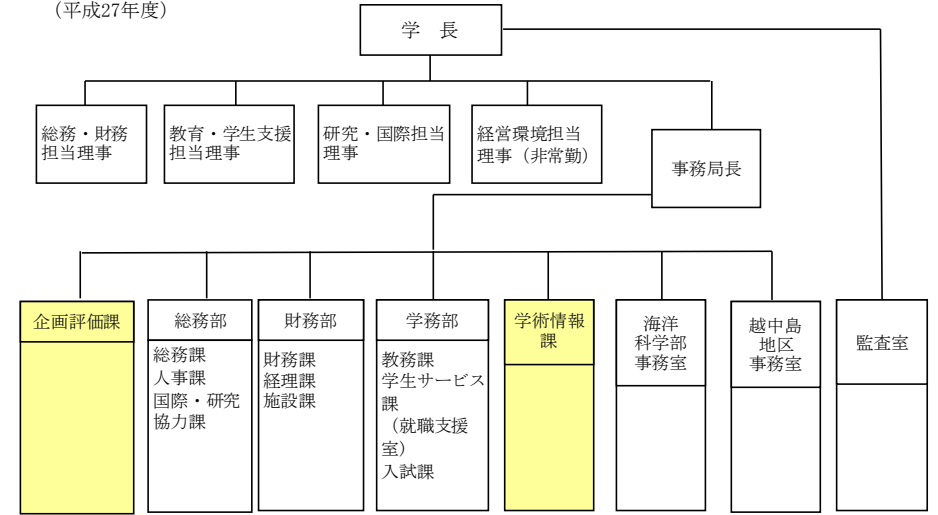 （平成27年度）
学　長
総務・財務
担当理事
教育・学生支援
担当理事
研究・国際担当
理事
経営環境担当
理事（非常勤）
事務局長
企画評価課
総務部
総務課
人事課
国際・研究
協力課
財務部
財務課
経理課
施設課
学務部
教務課
学生サービス
課
（就職支援
室）
入試課
学術情報
課
海洋
科学部
事務室
越中島
地区
事務室
監査室